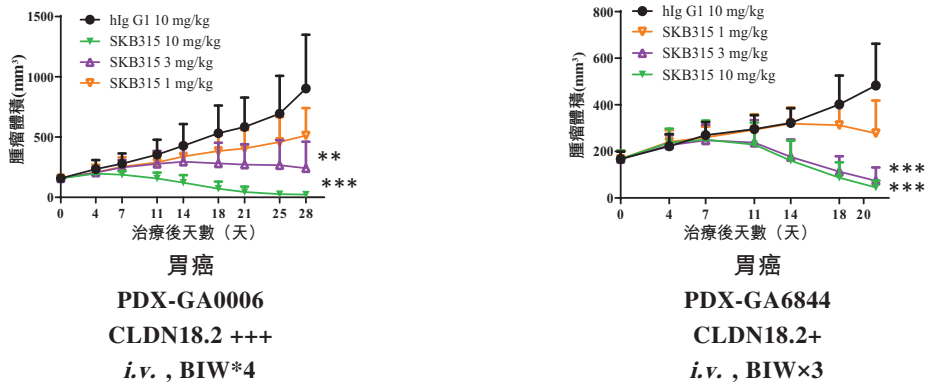 1500
1000
500
0
腫瘤體積(mm³)
hIg G1 10 mg/kg
SKB315 10 mg/kg
SKB315 3 mg/kg
SKB315 1 mg/kg
**
***
0 4 7 11 14 18 21 25 28
治療後天數（天）
胃癌
PDX-GA0006
CLDN18.2 +++
i.v. , BIW*4
800
600
400
200
0
腫瘤體積(mm³)
hIg G1 10 mg/kg
SKB315 1 mg/kg
SKB315 3 mg/kg
SKB315 10 mg/kg
***
***
0 4 7 11 14 18 20
治療後天數（天）
胃癌
PDX-GA6844
CLDN18.2+
i.v. , BIW×3